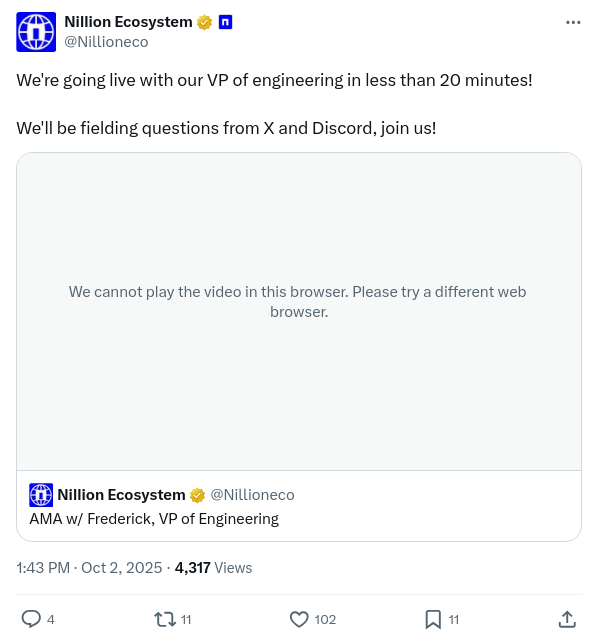 Nillion Ecosystem
@Nillioneco
We're going live with our VP of engineering in less than 20 minutes!
We'll be fielding questions from X and Discord, join us!
We cannot play the video in this browser. Please try a different web
browser.
Nillion Ecosystem @Nillioneco
AMA w/ Frederick, VP of Engineering
1:43 PM · Oct 2, 2025 · 4,317 Views
4 11 102 11